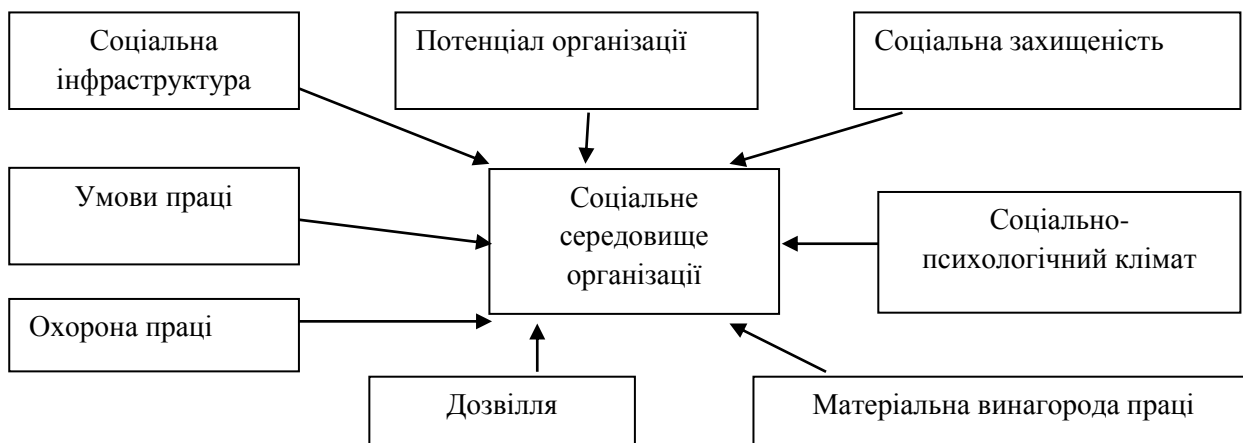 Соціальна
інфраструктура
Потенціал організації
Соціальна захищеність
Умови праці
Соціальне
середовище
організації
Соціально-
психологічний клімат
Охорона праці
Дозвілля
Матеріальна винагорода праці